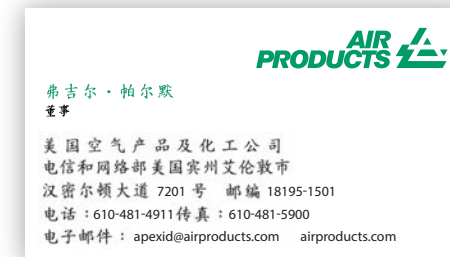 AIR
PRODUCTS
弗吉尔·帕尔默
董事
美国空气产品及化工公司
电信和网络部美国宾州艾伦敦市
汉密尔顿大道 7201 号 邮编 18195-1501
电话：610-481-4911传真：610-481-5900
电子邮件： apexid@airproducts.com airproducts.com